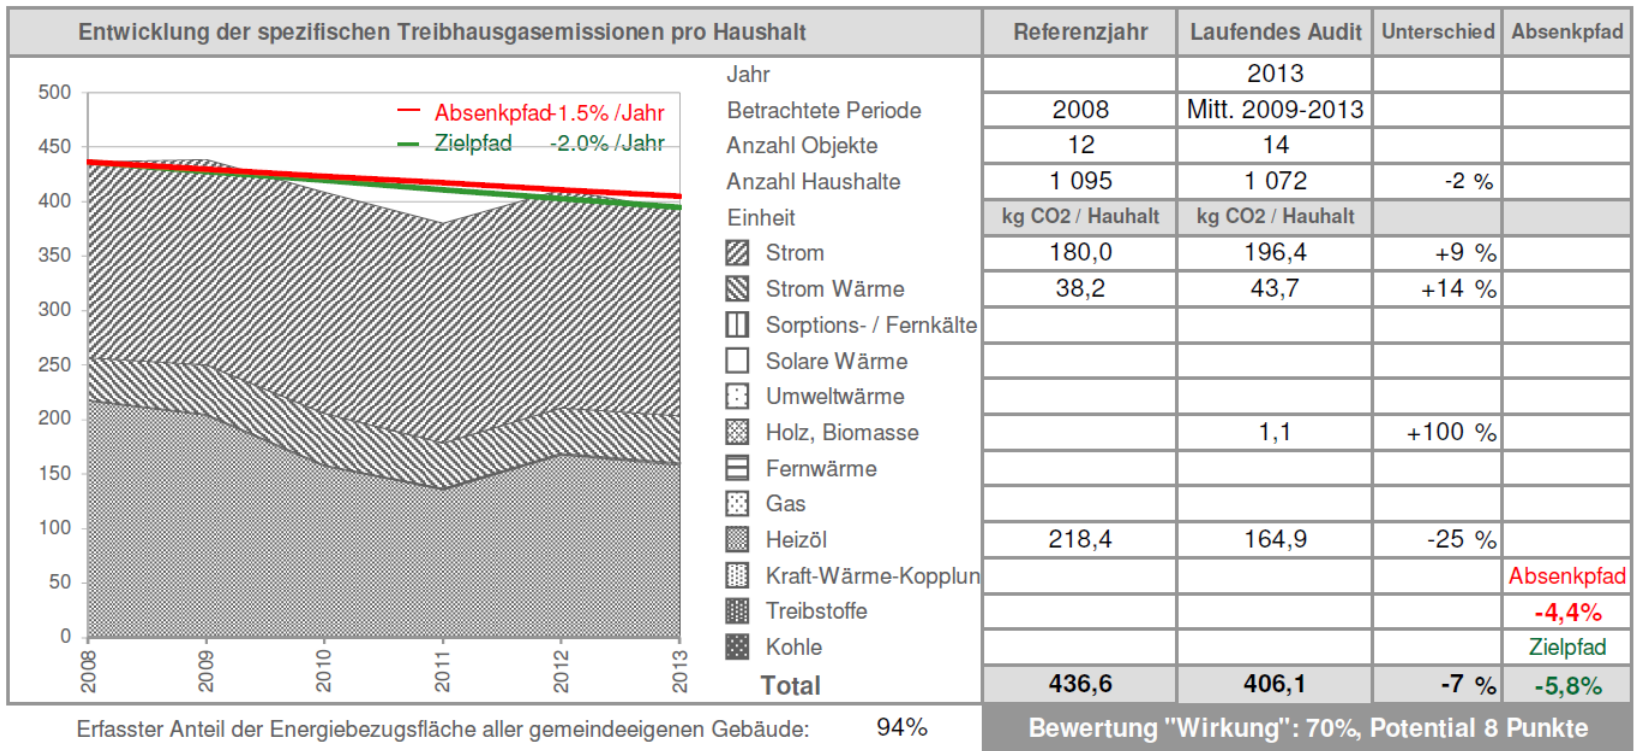 Entwicklung der spezifischen Treibhausgasemissionen pro Haushalt Referenzjahr Laufendes Audit Unterschied Absenkpfad
Jahr 2013
Betrachtete Periode 2008 Mitt. 2009-2013
Anzahl Objekte 12 14
Anzahl Haushalte 1 095 1 072 -2 %
Einheit kg CO2 / Hauhalt kg CO2 / Hauhalt
Strom 180,0 196,4 +9 %
Strom Wärme 38,2 43,7 +14 %
Sorptions- / Fernkälte
Solare Wärme
Umweltwärme
Holz, Biomasse 1,1 +100 %
Fernwärme
Gas
Heizöl 218,4 164,9 -25 %
Kraft-Wärme-Kopplun Absenkpfad
Treibstoffe -4,4%
Kohle Zielpfad
Total 436,6 406,1 -7 % -5,8%
500
450
400
350
300
250
200
150
100
50
0
Absenkpfad-1.5% /Jahr
Zielpfad -2.0% /Jahr
2008 2009 2010 2011 2012 2013
Erfasster Anteil der Energiebezugsfläche aller gemeindeeigenen Gebäude: 94% Bewertung "Wirkung": 70%, Potential 8 Punkte